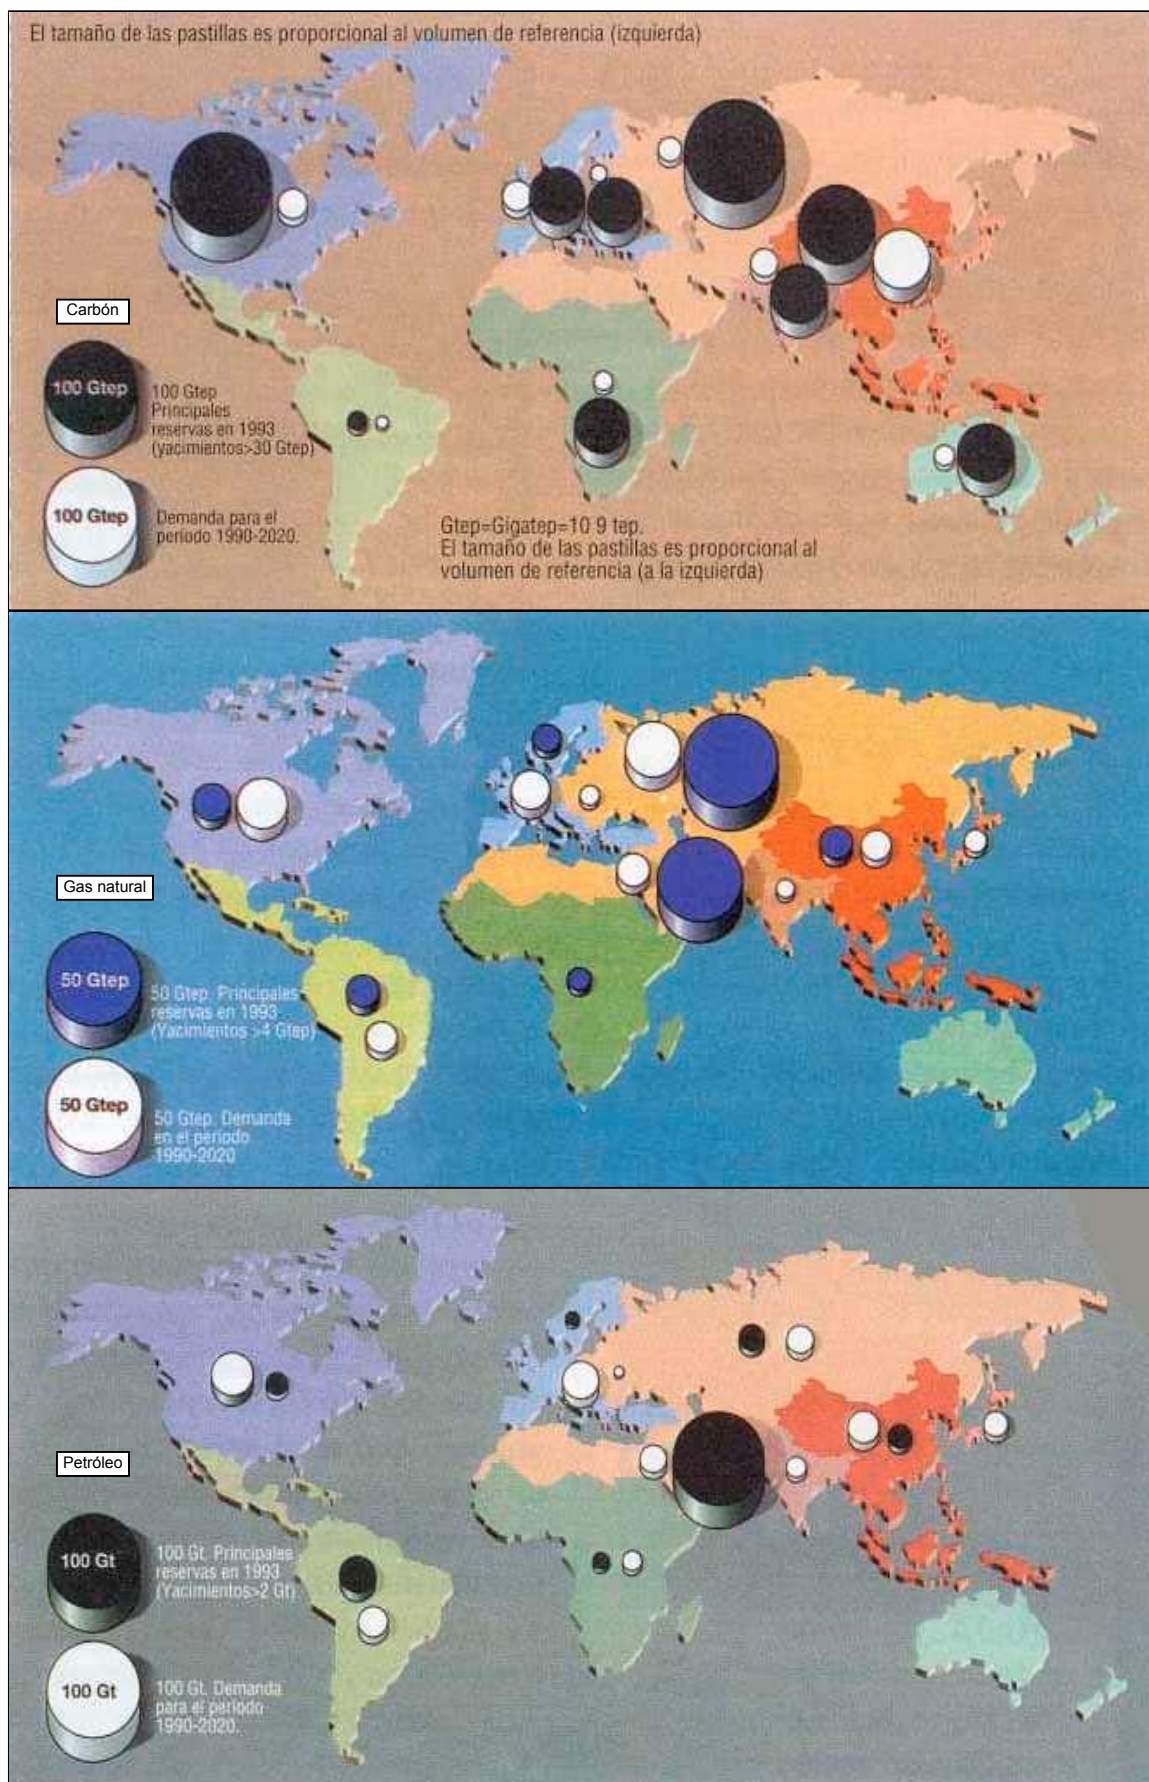 El tamaño de las pastillas es proporcional al volumen de referencia (izquierda)
Carbón
100 Gtep
100 Gtep
Principales
reservas en 1993
(yacimientos>30 Gtep)
100 Gtep
Demanda para el
período 1990-2020.
Gtep=Gigatep=10 9 tep.
El tamaño de las pastillas es proporcional al
volumen de referencia (a la izquierda)
Gas natural
50 Gtep
50 Gtep. Principales
reservas en 1993
(Yacimientos >4 Gtep)
50 Gtep
50 Gtep. Demanda
en el período
1990-2020
Petróleo
100 Gt
100 Gt. Principales
reservas en 1993
(Yacimientos>2 Gt)
100 Gt
100 Gt. Demanda
para el período
1990-2020.